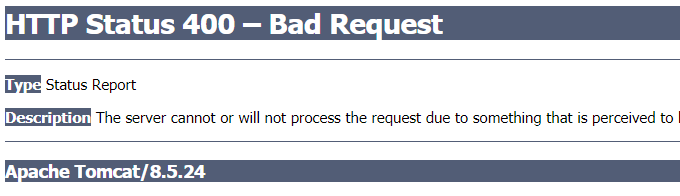 HTTP Status 400 – Bad Request
Type Status Report
Description The server cannot or will not process the request due to something that is perceived to
Apache Tomcat/8.5.24